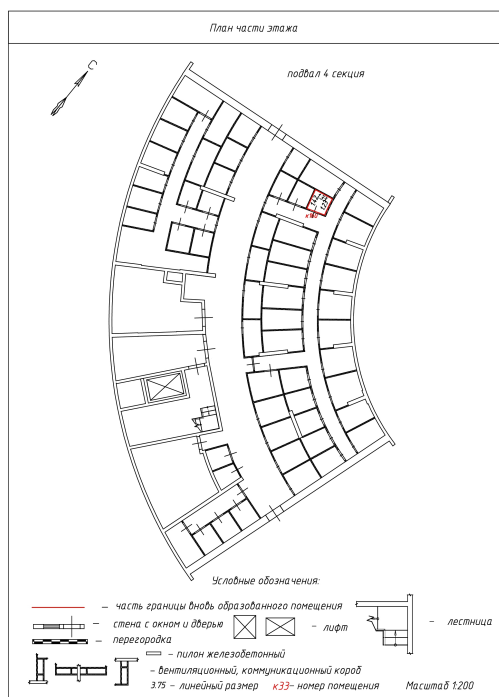 План части этажа
С
подвал 4 секция
Условные обозначения:
– часть границы вновь образованного помещения
– стена с окном и дверью
– лифт
– лестница
– перегородка
– пилон железобетонный
– вентиляционный, коммуникационный короб
3.75 – линейный размер
к33– номер помещения
Масштаб 1:200